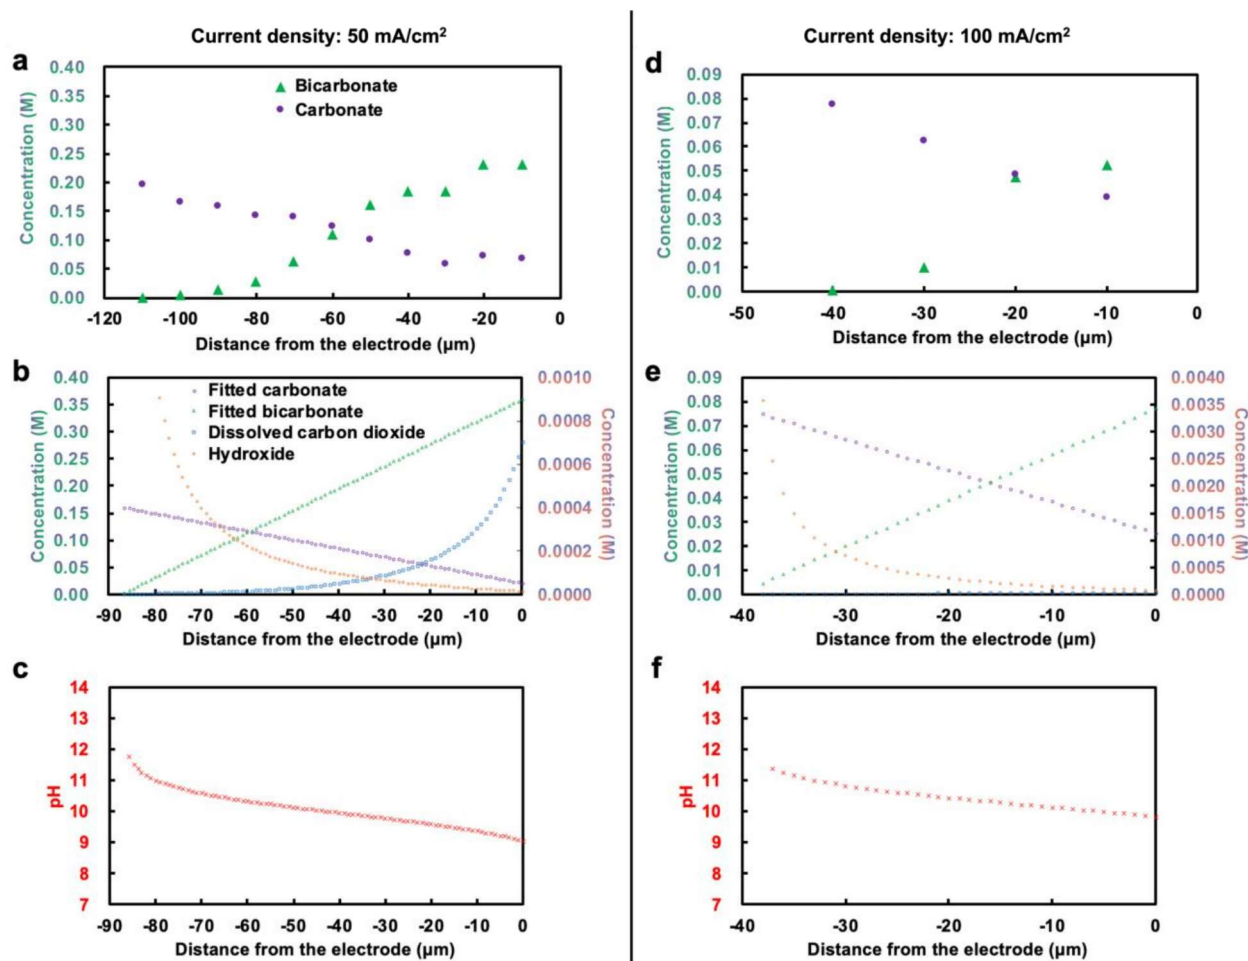 Current density: 50 mA/cm²
a
0.40
0.35
0.30
0.25
0.20
0.15
0.10
0.05
0.00
Concentration (M)
Bicarbonate
Carbonate
-120 -100 -80 -60 -40 -20 0
Distance from the electrode (µm)
b
0.40
0.35
0.30
0.25
0.20
0.15
0.10
0.05
0.00
Concentration (M)
Fitted carbonate
Fitted bicarbonate
Dissolved carbon dioxide
Hydroxide
0.0010
0.0008
0.0006
0.0004
0.0002
0.0000
Concentration (M)
-90 -80 -70 -60 -50 -40 -30 -20 -10 0
Distance from the electrode (µm)
c
14
13
12
11
10
9
8
7
pH
-90 -80 -70 -60 -50 -40 -30 -20 -10 0
Distance from the electrode (µm)
Current density: 100 mA/cm²
d
0.09
0.08
0.07
0.06
0.05
0.04
0.03
0.02
0.01
0.00
Concentration (M)
-50 -40 -30 -20 -10 0
Distance from the electrode (µm)
e
0.09
0.08
0.07
0.06
0.05
0.04
0.03
0.02
0.01
0.00
Concentration (M)
0.0040
0.0035
0.0030
0.0025
0.0020
0.0015
0.0010
0.0005
0.0000
Concentration (M)
-40 -30 -20 -10 0
Distance from the electrode (µm)
f
14
13
12
11
10
9
8
7
pH
-40 -30 -20 -10 0
Distance from the electrode (µm)